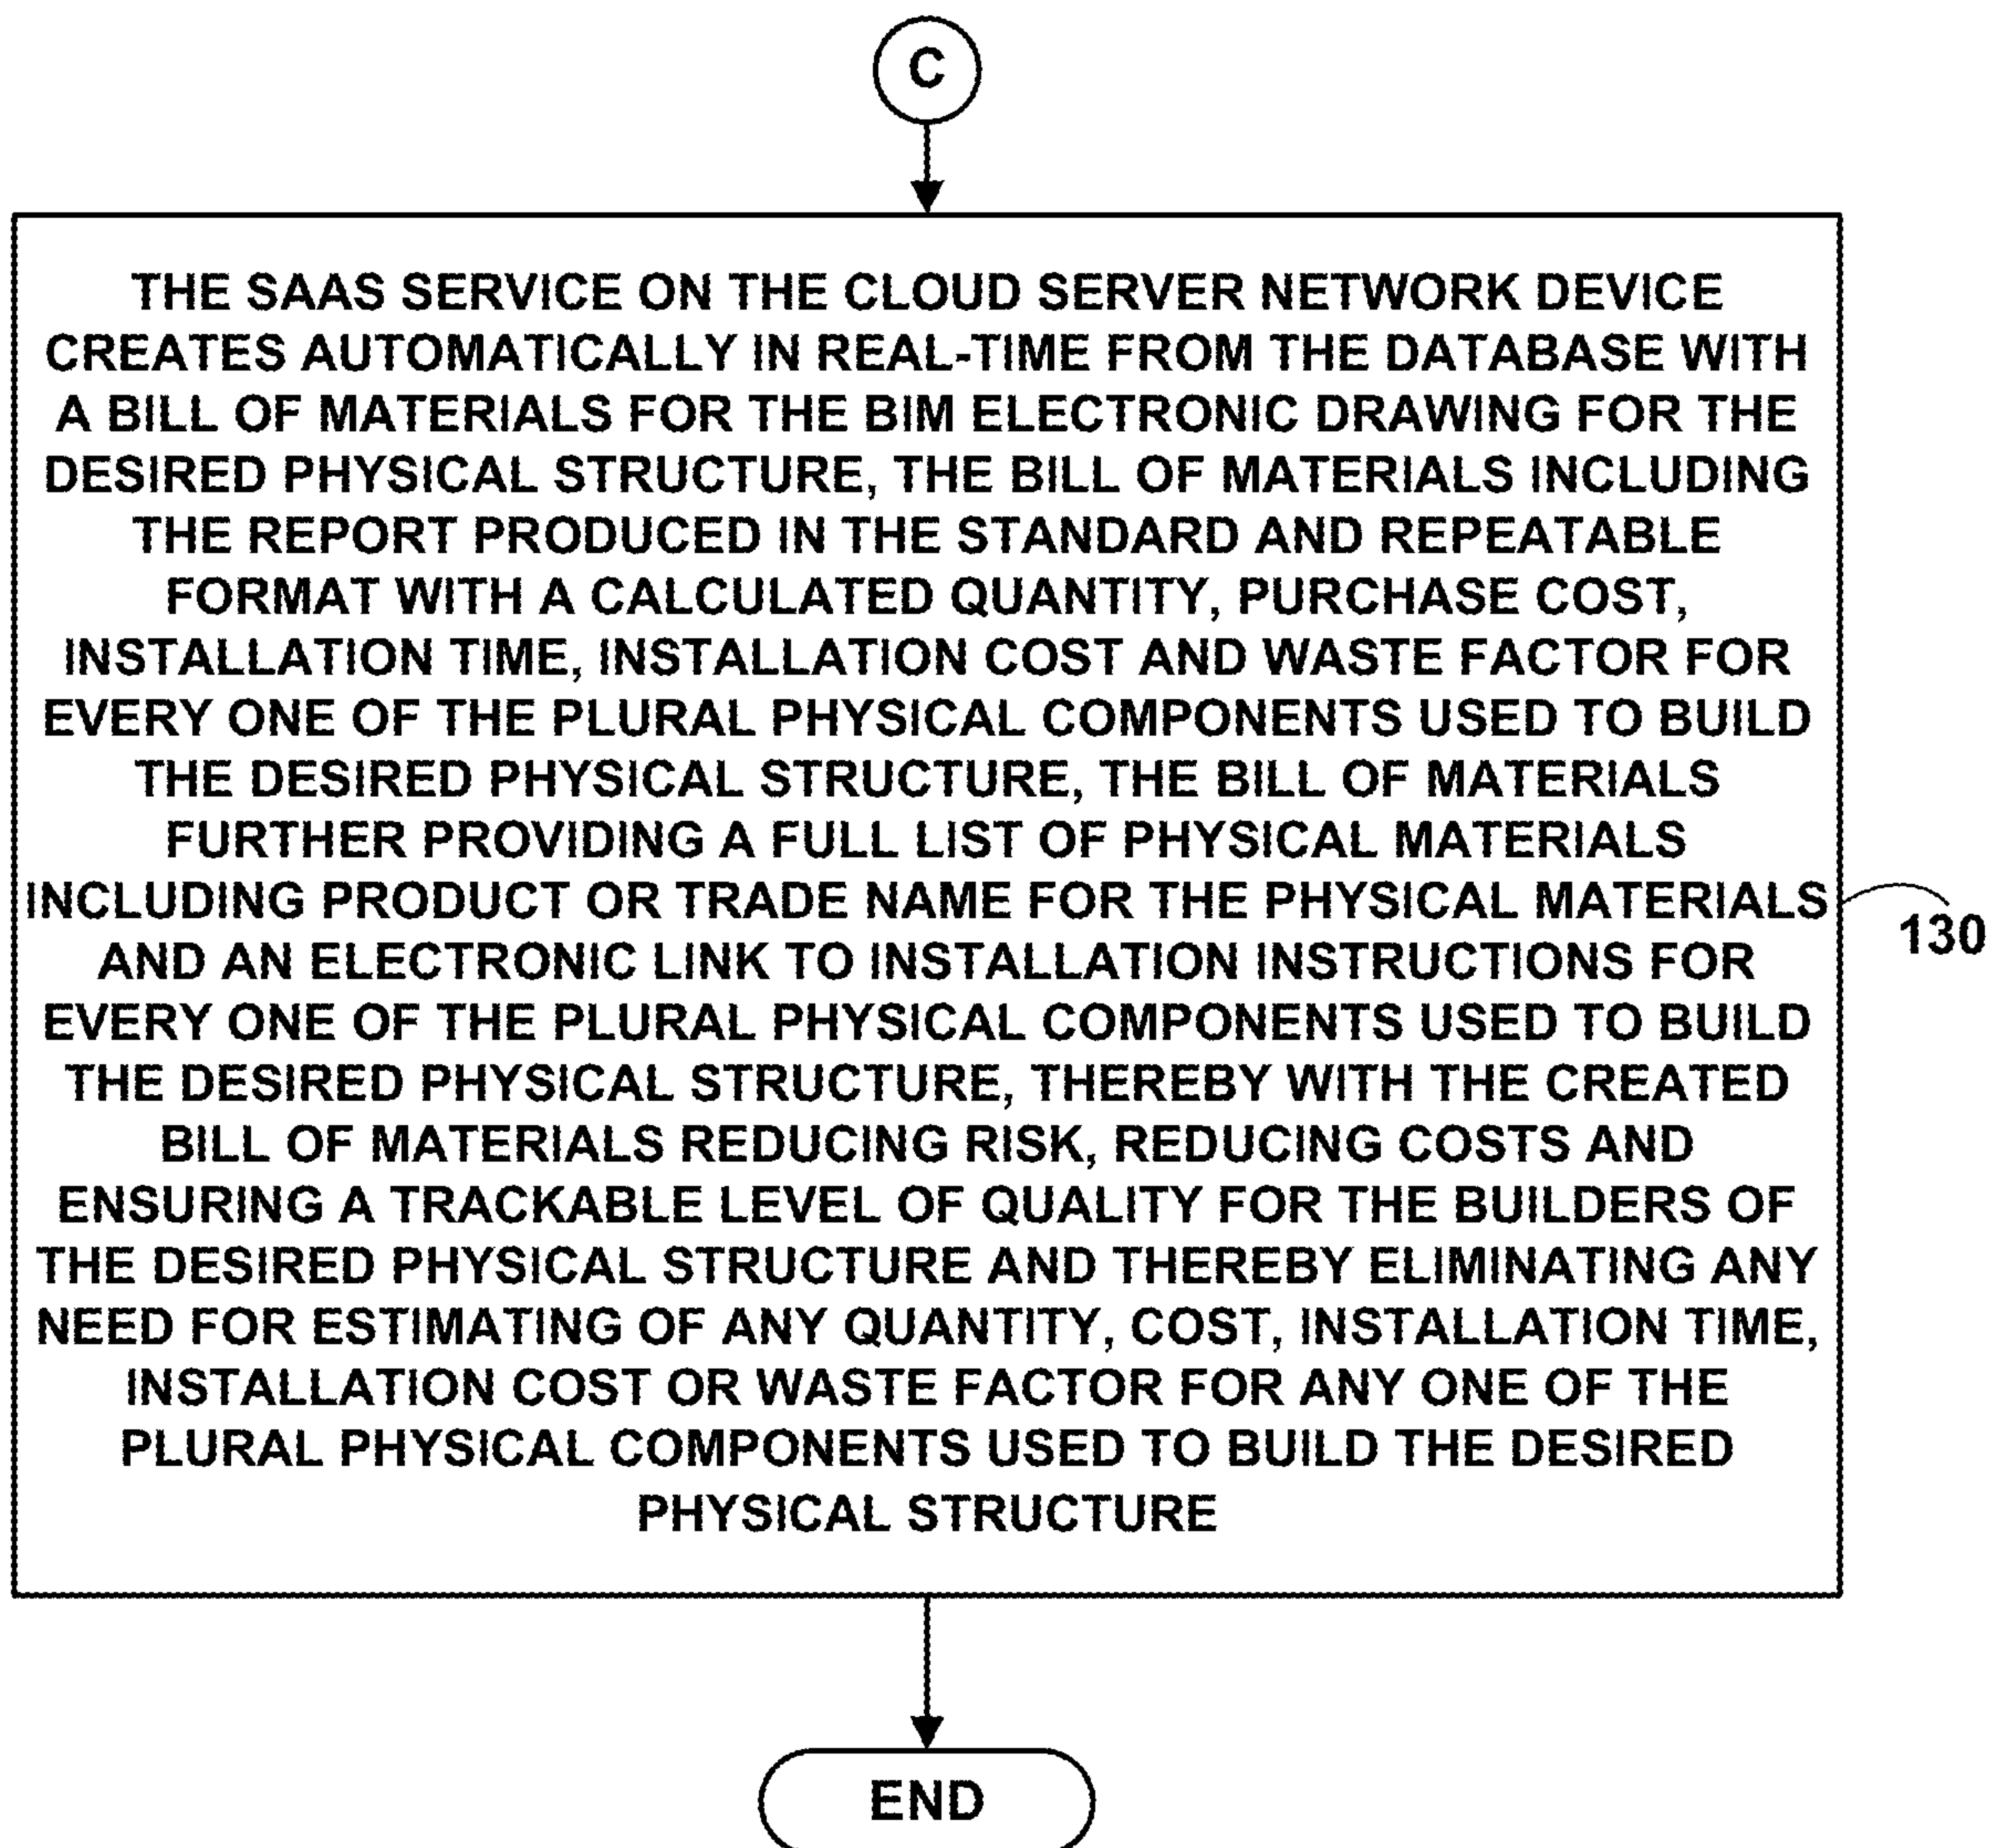 C
THE SAAS SERVICE ON THE CLOUD SERVER NETWORK DEVICE
CREATES AUTOMATICALLY IN REAL-TIME FROM THE DATABASE WITH
A BILL OF MATERIALS FOR THE BIM ELECTRONIC DRAWING FOR THE
DESIRED PHYSICAL STRUCTURE, THE BILL OF MATERIALS INCLUDING
THE REPORT PRODUCED IN THE STANDARD AND REPEATABLE
FORMAT WITH A CALCULATED QUANTITY, PURCHASE COST,
INSTALLATION TIME, INSTALLATION COST AND WASTE FACTOR FOR
EVERY ONE OF THE PLURAL PHYSICAL COMPONENTS USED TO BUILD
THE DESIRED PHYSICAL STRUCTURE, THE BILL OF MATERIALS
FURTHER PROVIDING A FULL LIST OF PHYSICAL MATERIALS
INCLUDING PRODUCT OR TRADE NAME FOR THE PHYSICAL MATERIALS
AND AN ELECTRONIC LINK TO INSTALLATION INSTRUCTIONS FOR
EVERY ONE OF THE PLURAL PHYSICAL COMPONENTS USED TO BUILD
THE DESIRED PHYSICAL STRUCTURE, THEREBY WITH THE CREATED
BILL OF MATERIALS REDUCING RISK, REDUCING COSTS AND
ENSURING A TRACKABLE LEVEL OF QUALITY FOR THE BUILDERS OF
THE DESIRED PHYSICAL STRUCTURE AND THEREBY ELIMINATING ANY
NEED FOR ESTIMATING OF ANY QUANTITY, COST, INSTALLATION TIME,
INSTALLATION COST OR WASTE FACTOR FOR ANY ONE OF THE
PLURAL PHYSICAL COMPONENTS USED TO BUILD THE DESIRED
PHYSICAL STRUCTURE
130
END